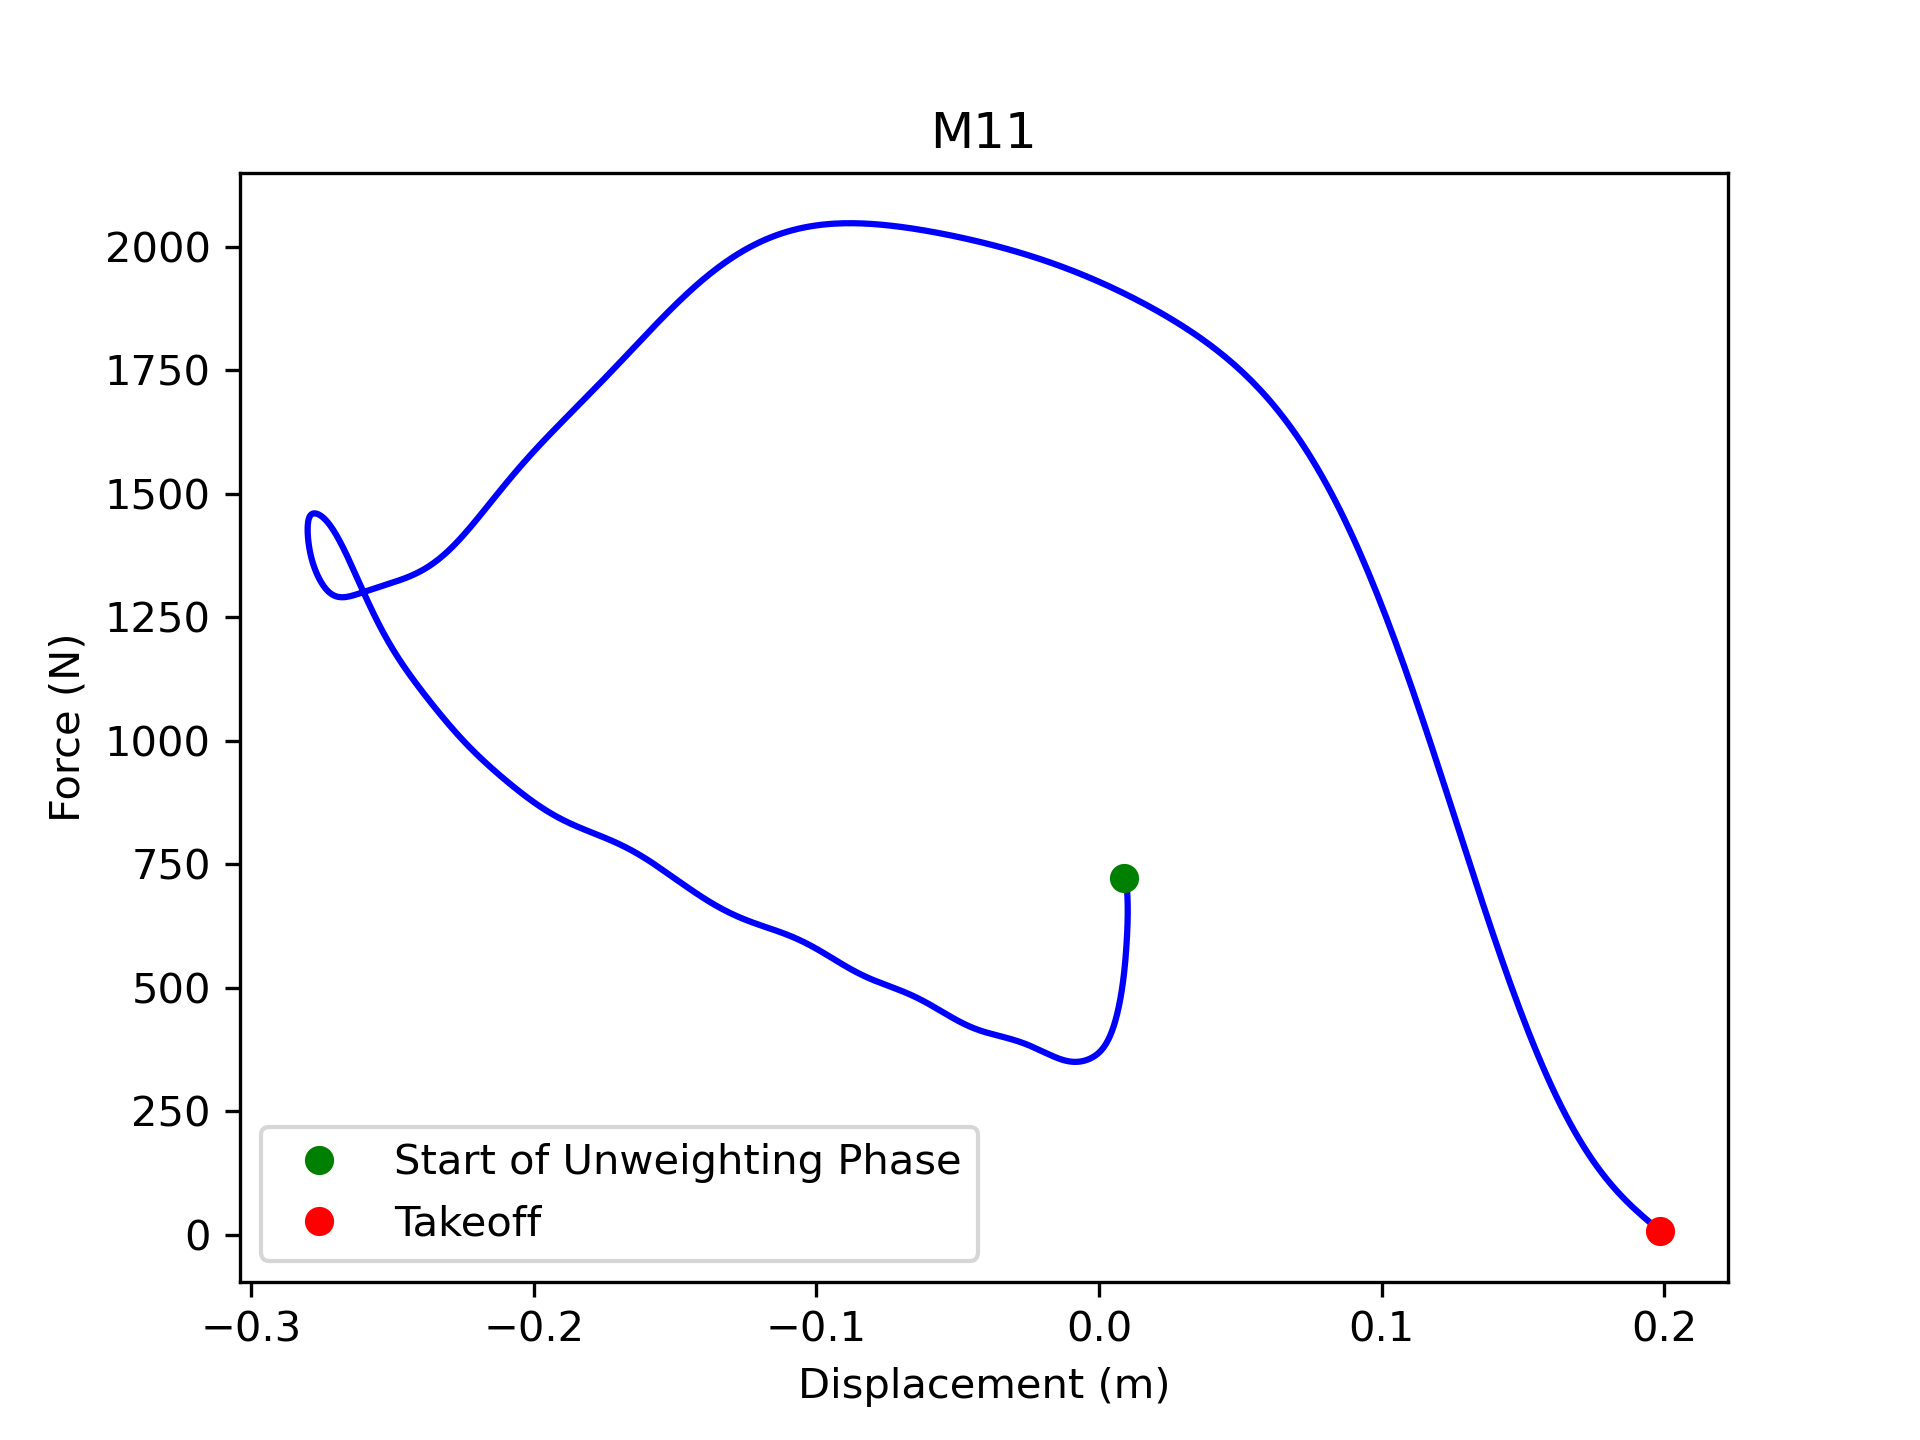 M11
2000
1750
1500
1250
1000
750
500
250
0
Force (N)
Start of Unweighting Phase
Takeoff
−0.3 −0.2 −0.1 0.0 0.1 0.2
Displacement (m)